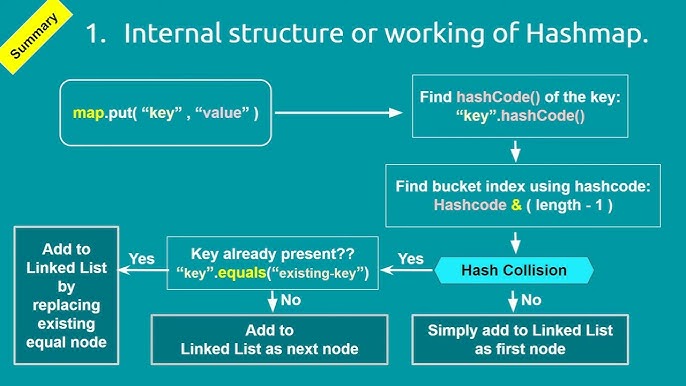 Summary
1. Internal structure or working of Hashmap.
map.put( “key” , “value” )
Find hashCode() of the key:
“key”.hashCode()
Find bucket index using hashcode:
Hashcode & ( length - 1 )
Hash Collision
Yes
Key already present??
“key”.equals(“existing-key”)
Yes
Add to
Linked List
by
replacing
existing
equal node
No
Add to
Linked List as next node
No
Simply add to Linked List
as first node